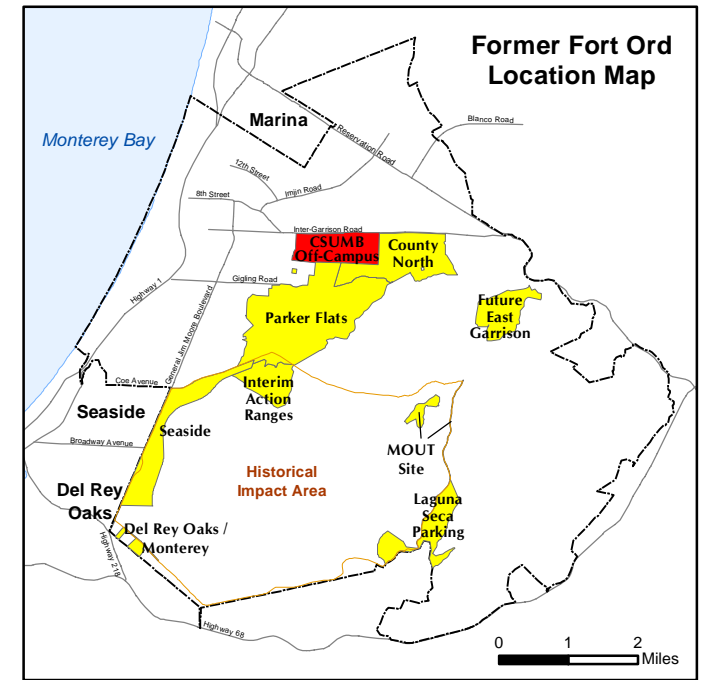 Former Fort Ord
Location Map
Marina
Monterey Bay
Blanco Road
Reservation Road
12th Street
Imjin Road
8th Street
Inter-Garrison Road
CSUMB
Off-Campus
County
North
Gigling Road
Highway 1
General Jim Moore Boulevard
Parker Flats
Future
East
Garrison
Coe Avenue
Interim
Action
Ranges
Seaside
Seaside
Broadway Avenue
MOUT
Site
Historical
Impact Area
Del Rey
Oaks
Laguna
Seca
Parking
Del Rey Oaks /
Monterey
Highway 218
Highway 68
0 1 2
Miles